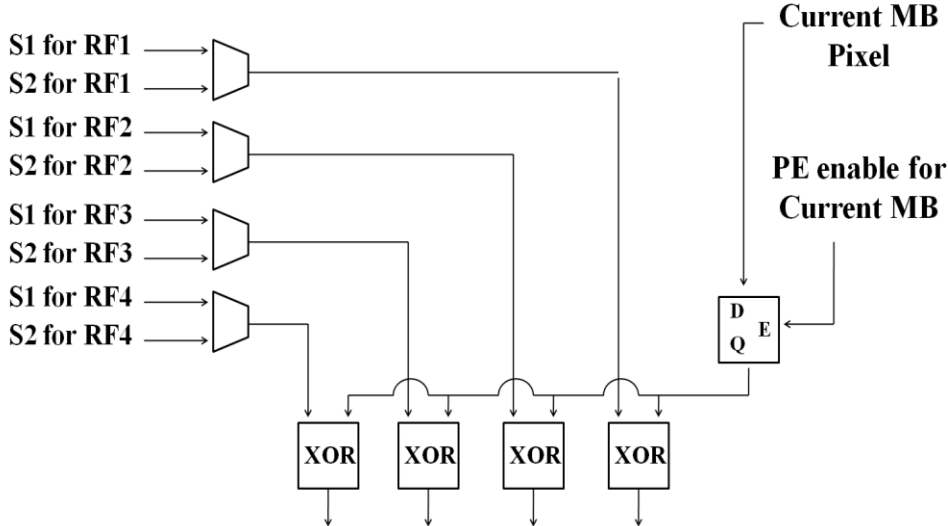 S1 for RF1
S2 for RF1
S1 for RF2
S2 for RF2
S1 for RF3
S2 for RF3
S1 for RF4
S2 for RF4
Current MB
Pixel
PE enable for
Current MB
D
E
Q
XOR XOR XOR XOR